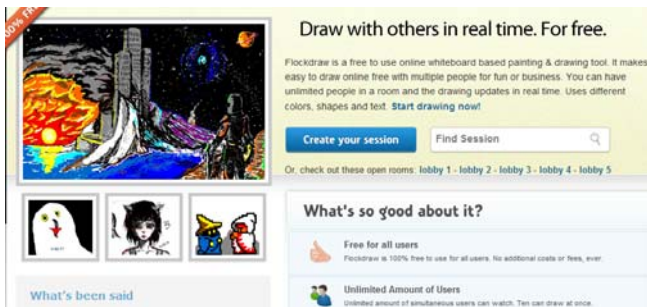 100% FR
Draw with others in real time. For free.
Flockdraw is a free to use online whiteboard based painting & drawing tool. It makes
easy to draw online free with multiple people for fun or business. You can have
unlimited people in a room and the drawing updates in real time. Uses different
colors, shapes and text. Start drawing now!
Create your session
Find Session
Or, check out these open rooms: lobby 1 - lobby 2 - lobby 3 - lobby 4 - lobby 5
What's so good about it?
Free for all users
Flockdraw is 100% free to use for all users. No additional costs or fees, ever.
Unlimited Amount of Users
Unlimited amount of simultaneous users can watch. Ten can draw at once.
What's been said